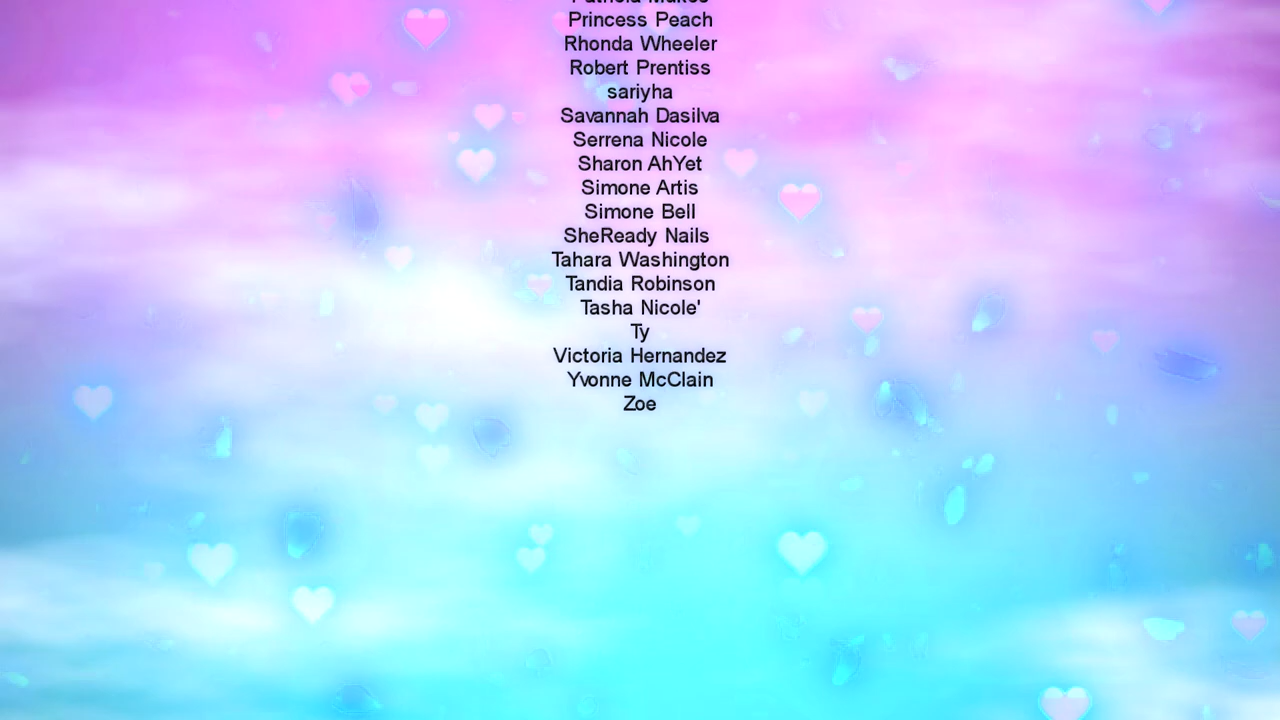 Princess Peach
Rhonda Wheeler
Robert Prentiss
sariyha
Savannah Dasilva
Serrena Nicole
Sharon AhYet
Simone Artis
Simone Bell
SheReady Nails
Tahara Washington
Tandia Robinson
Tasha Nicole'
Ty
Victoria Hernandez
Yvonne McClain
Zoe